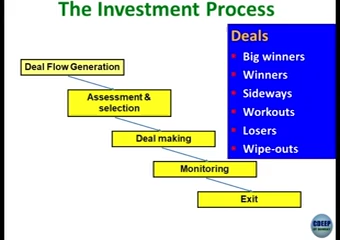 The Investment Process
Deal Flow Generation
Assessment &
selection
Deal making
Monitoring
Exit
Deals
Big winners
Winners
Sideways
Workouts
Losers
Wipe-outs
CDEEP